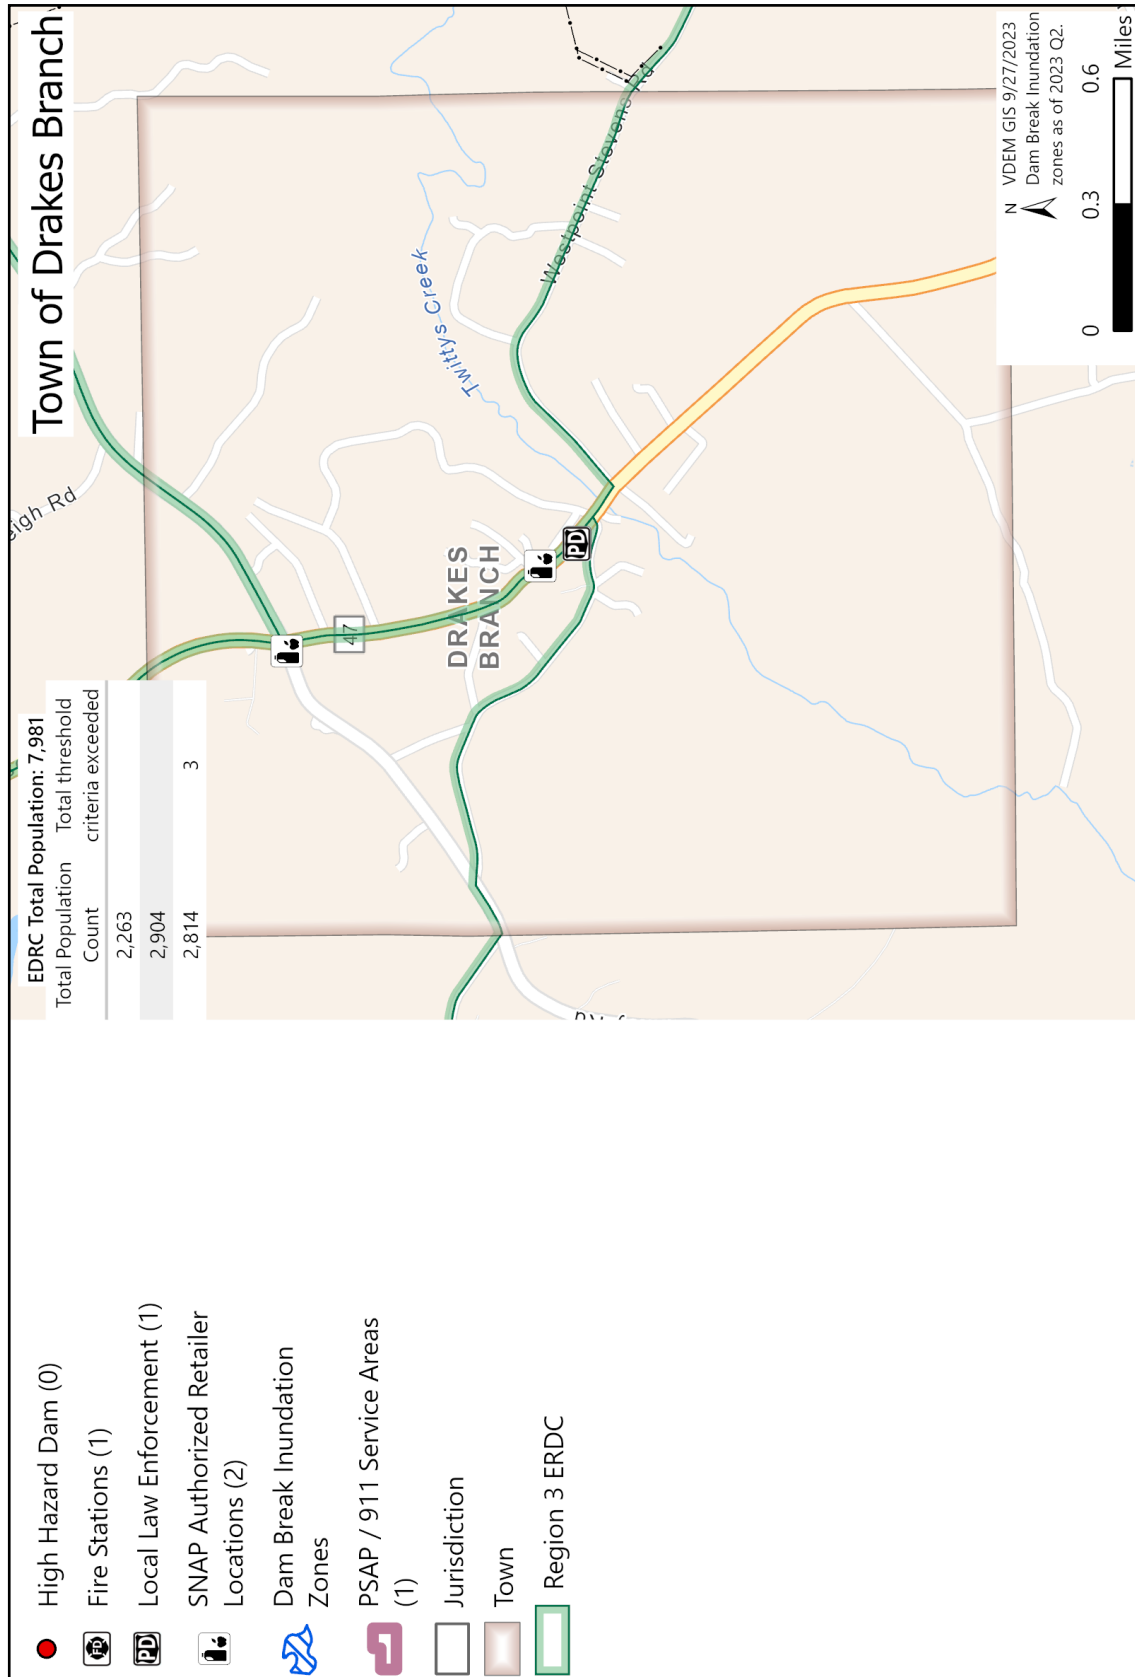 Town of Drakes Branch
EDRC Total Population: 7,981
Total Population
Count
Total threshold
criteria exceeded
2,263
2,904
2,814 3
eigh Rd
47
DRAKES
BRANCH
Twittys Creek
Westpoint Stevens Rd
PD
High Hazard Dam (0)
FD Fire Stations (1)
PD Local Law Enforcement (1)
SNAP Authorized Retailer
Locations (2)
Dam Break Inundation
Zones
PSAP / 911 Service Areas
(1)
Jurisdiction
Town
Region 3 ERDC
N
VDEM GIS 9/27/2023
Dam Break Inundation
zones as of 2023 Q2.
0 0.3 0.6
Miles